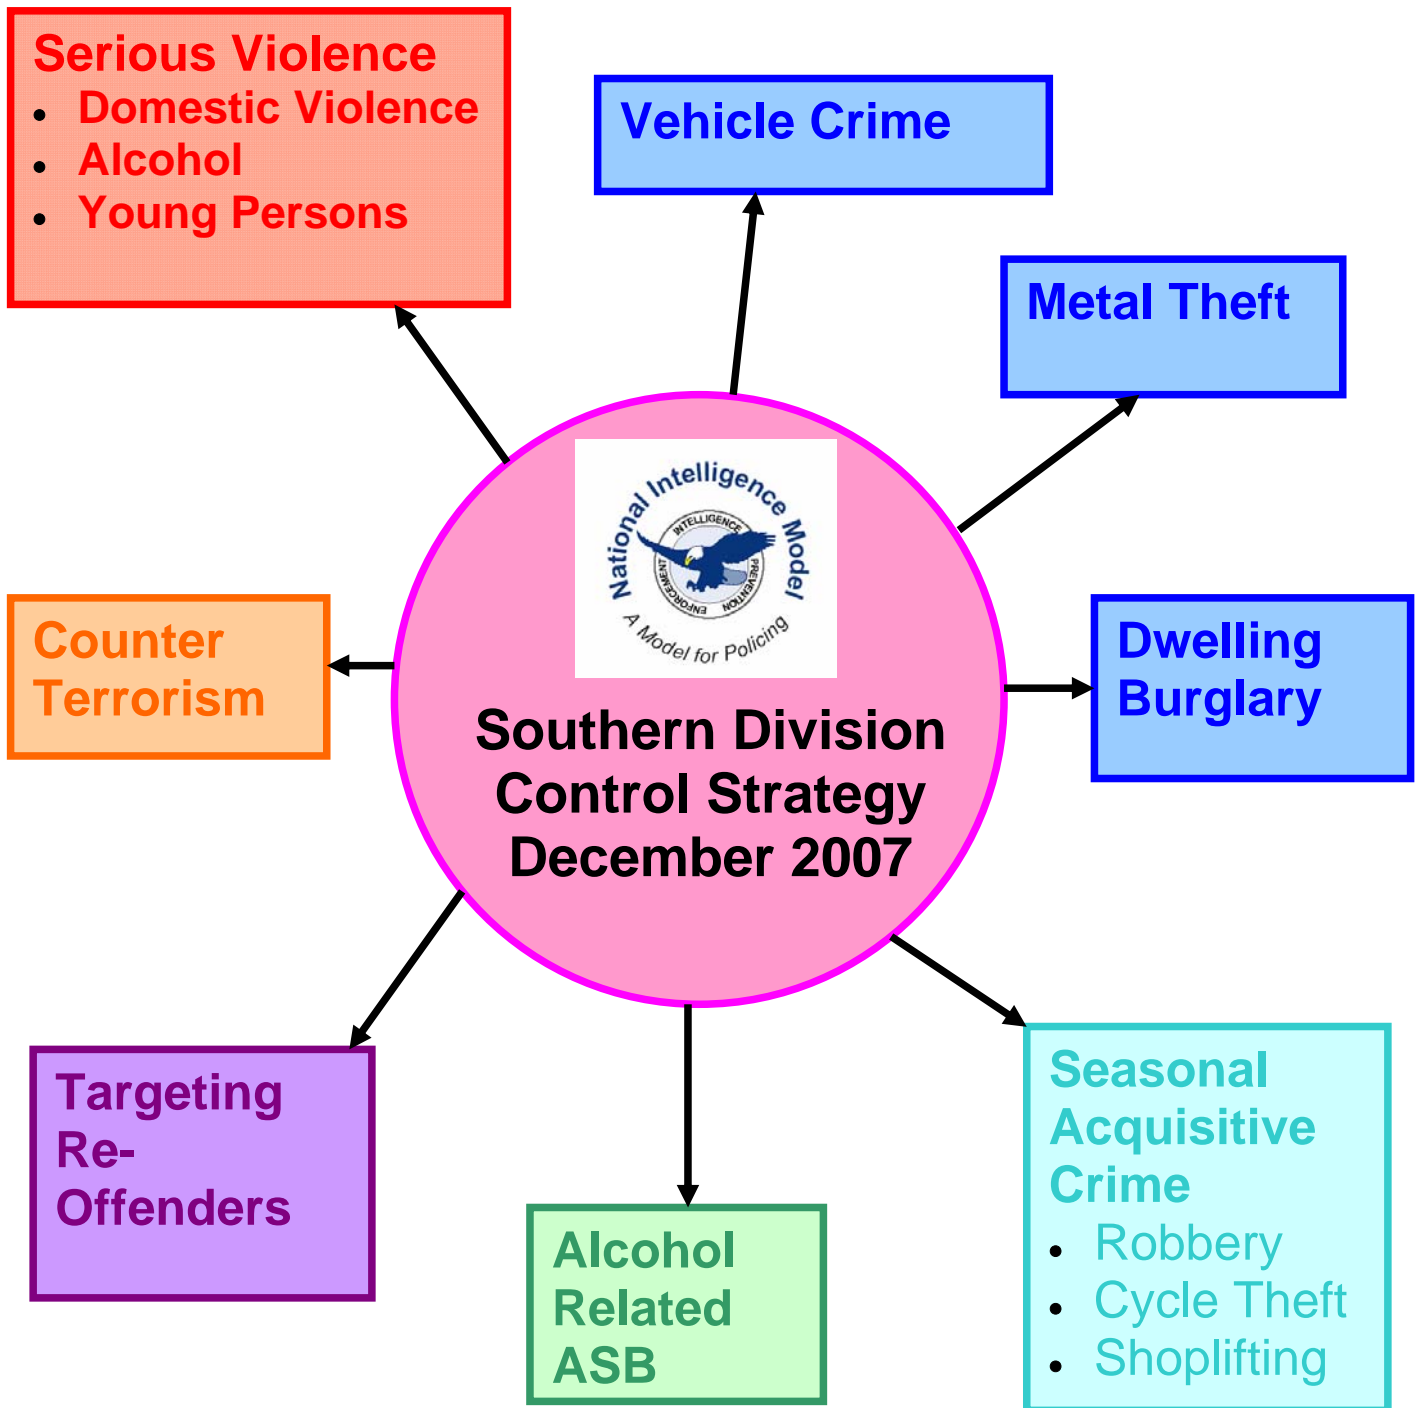 Serious Violence
• Domestic Violence
• Alcohol
• Young Persons
Vehicle Crime
Metal Theft
National Intelligence Model
INTELLIGENCE
PREVENTION
ENFORCEMENT
A Model for Policing
Southern Division
Control Strategy
December 2007
Counter
Terrorism
Dwelling
Burglary
Targeting
Re-
Offenders
Alcohol
Related
ASB
Seasonal
Acquisitive
Crime
• Robbery
• Cycle Theft
• Shoplifting